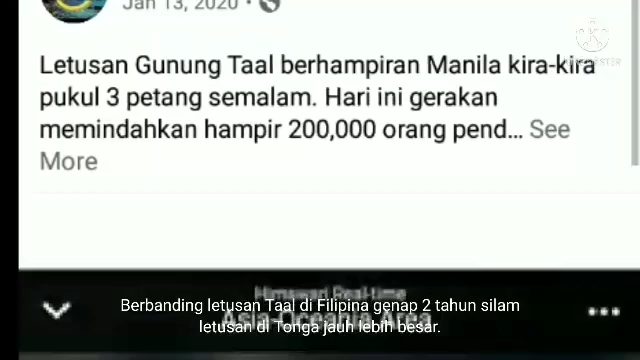 Jan 13, 2020
Letusan Gunung Taal berhampiran Manila kira-kira
pukul 3 petang semalam. Hari ini gerakan
memindahkan hampir 200,000 orang pend... See
More
Himawari Real-time
Asia-Oceania Area
Berbanding letusan Taal di Filipina genap 2 tahun silam
letusan di Tonga jauh lebih besar.